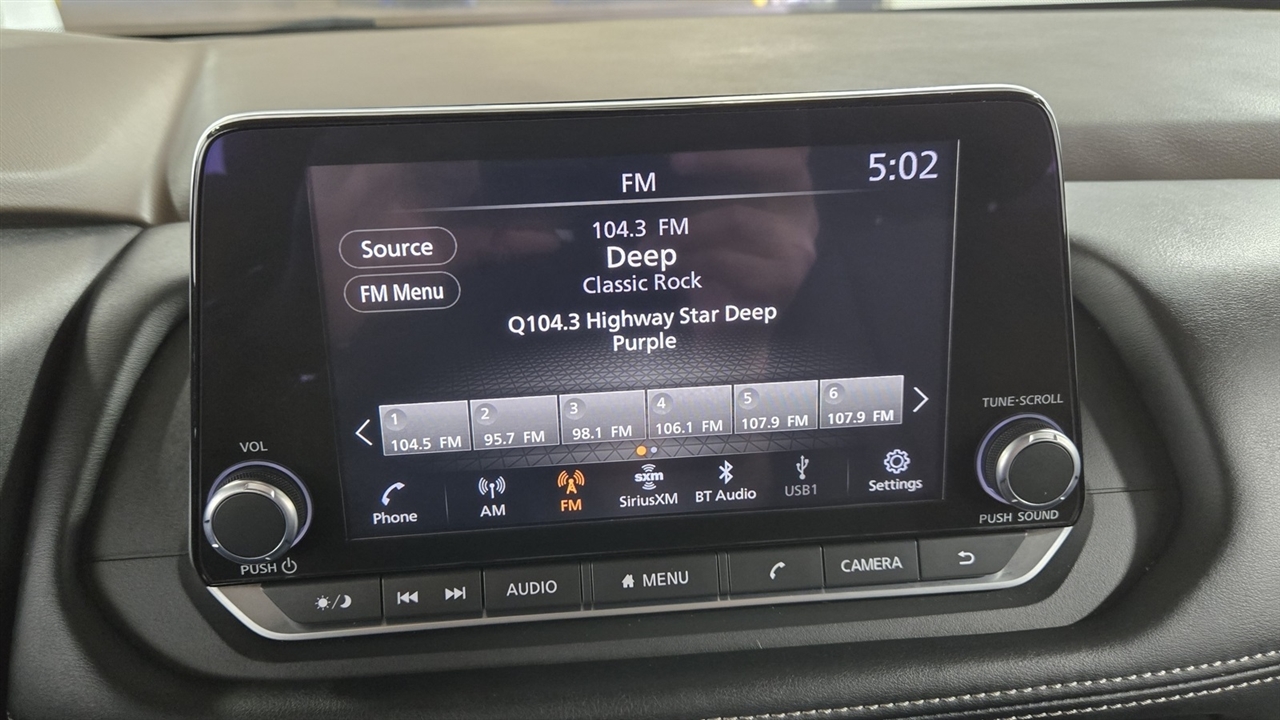 FM
5:02
104.3 FM
Source
Deep
FM Menu
Classic Rock
Q104.3 Highway Star Deep
Purple
1 104.5 FM
2 95.7 FM
3 98.1 FM
4 106.1 FM
5 107.9 FM
6 107.9 FM
Phone
AM
FM
sxm
SiriusXM
BT Audio
USB1
Settings
VOL
PUSH
TUNE·SCROLL
PUSH SOUND
AUDIO
MENU
CAMERA